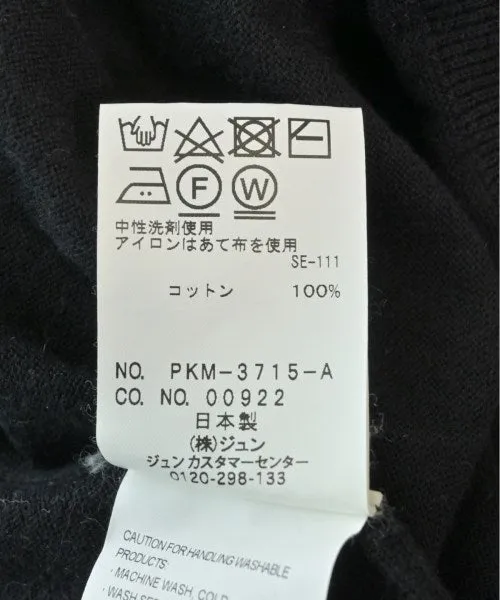 F W
中性洗剤使用
アイロンはあて布を使用
SE-111
コットン 100%
NO. PKM-3715-A
CO. NO. 00922
日本製
(株)ジュン
ジュンカスタマーセンター
0120-298-133
CAUTION FOR HANDLING WASHABLE
PRODUCTS:
・MACHINE WASH, COLD